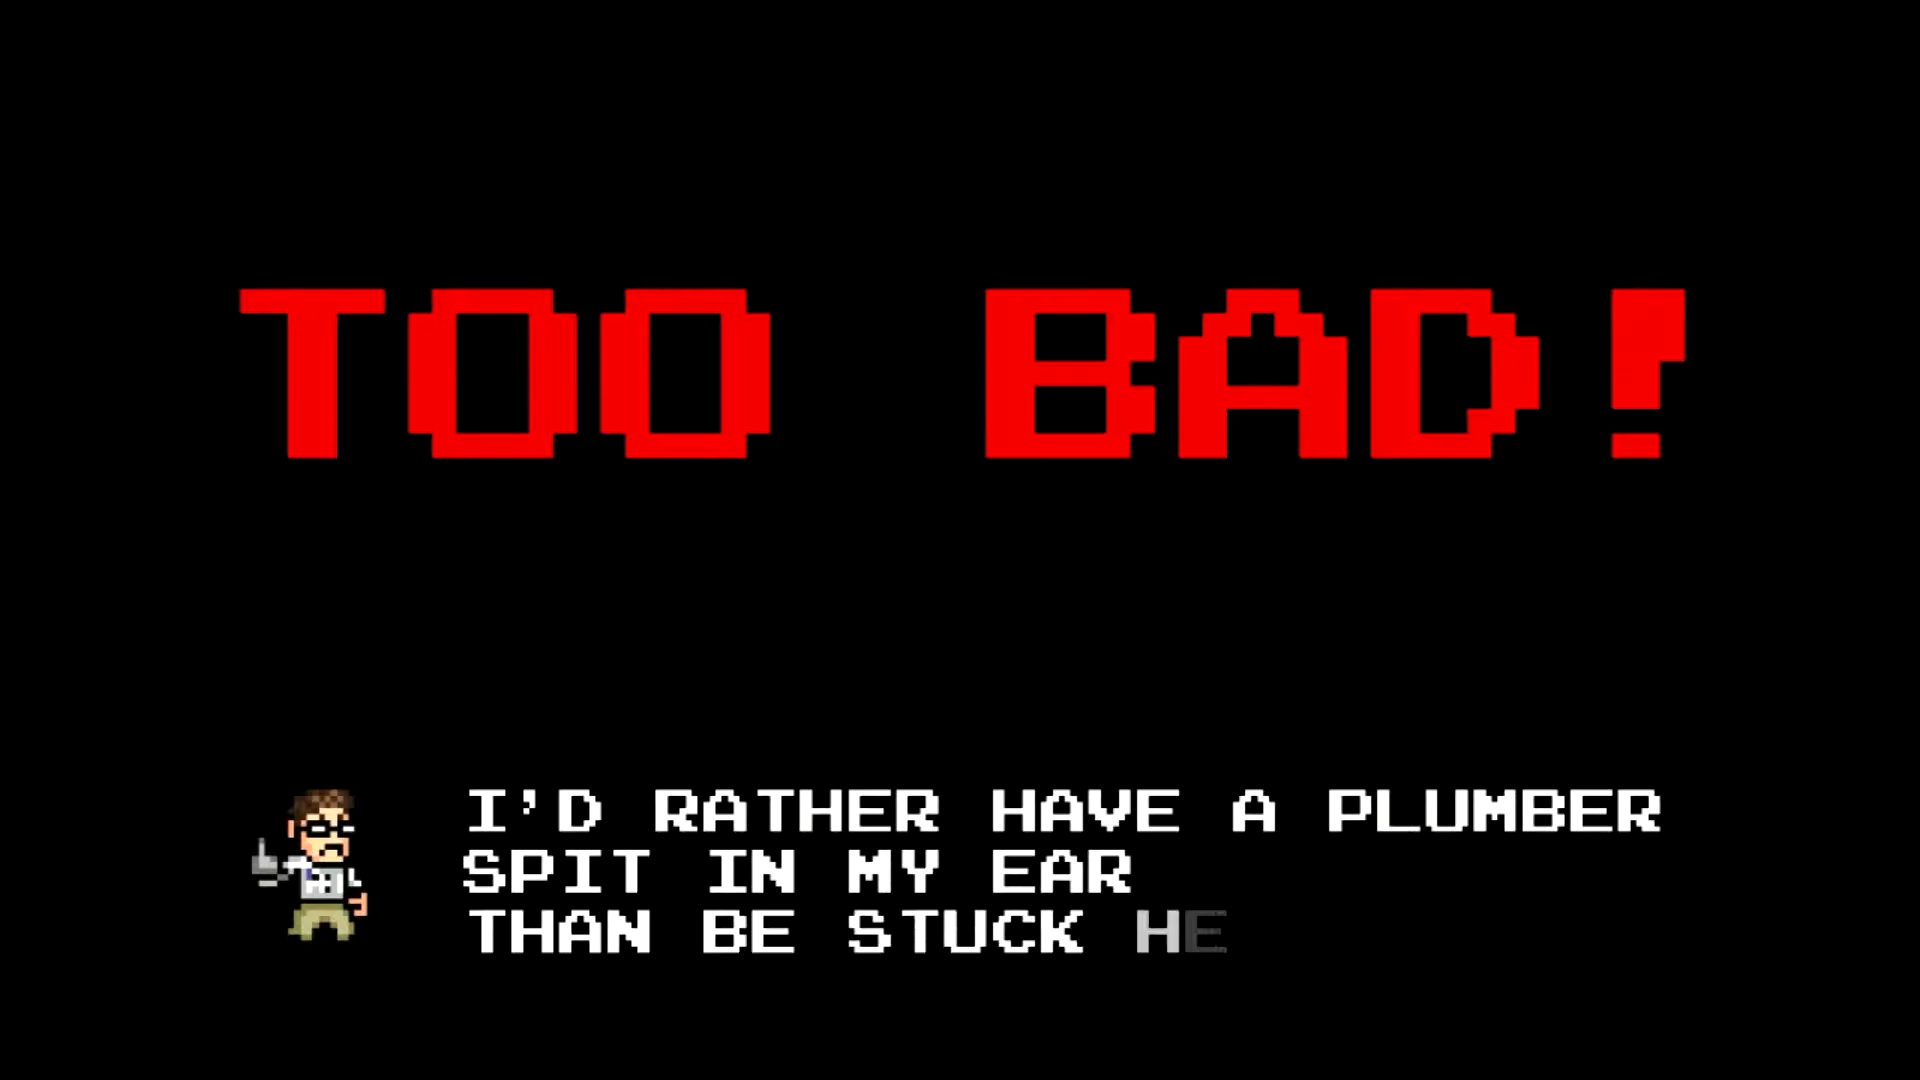 TOO BAD!
I'D RATHER HAVE A PLUMBER
SPIT IN MY EAR
THAN BE STUCK HE